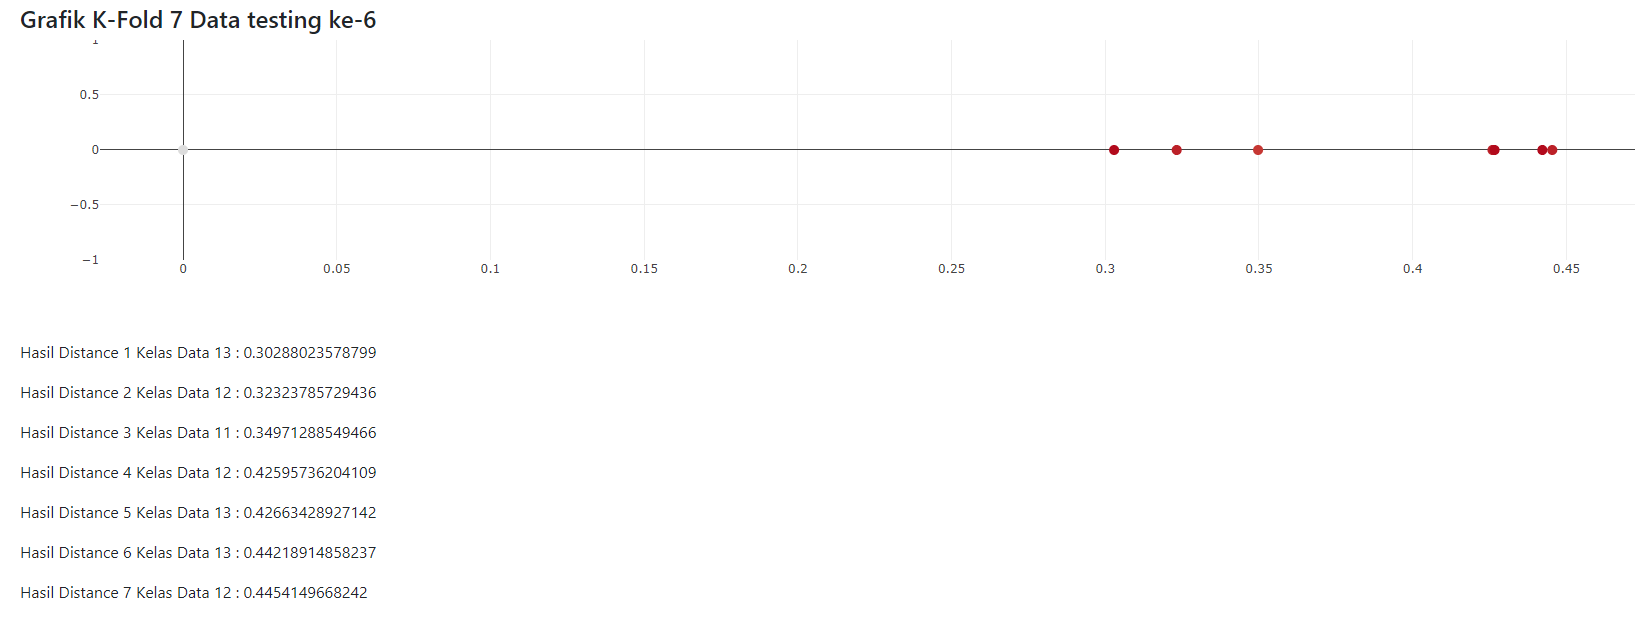 Grafik K-Fold 7 Data testing ke-6
1
0.5
0
−0.5
−1
0 0.05 0.1 0.15 0.2 0.25 0.3 0.35 0.4 0.45
Hasil Distance 1 Kelas Data 13 : 0.30288023578799
Hasil Distance 2 Kelas Data 12 : 0.32323785729436
Hasil Distance 3 Kelas Data 11 : 0.34971288549466
Hasil Distance 4 Kelas Data 12 : 0.42595736204109
Hasil Distance 5 Kelas Data 13 : 0.42663428927142
Hasil Distance 6 Kelas Data 13 : 0.44218914858237
Hasil Distance 7 Kelas Data 12 : 0.4454149668242